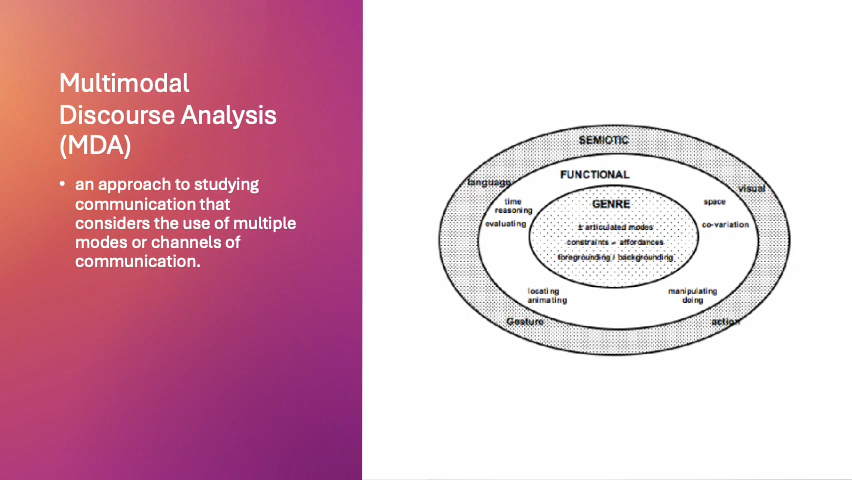 Multimodal
Discourse Analysis
(MDA)
• an approach to studying
communication that
considers the use of multiple
modes or channels of
communication.
SEMIOTIC
language
FUNCTIONAL
visual
time
reasoning
evaluating
GENRE
space
co-variation
± articulated modes
constraints ⇌ affordances
foregrounding / backgrounding
locating
animating
manipulating
doing
Gesture
action